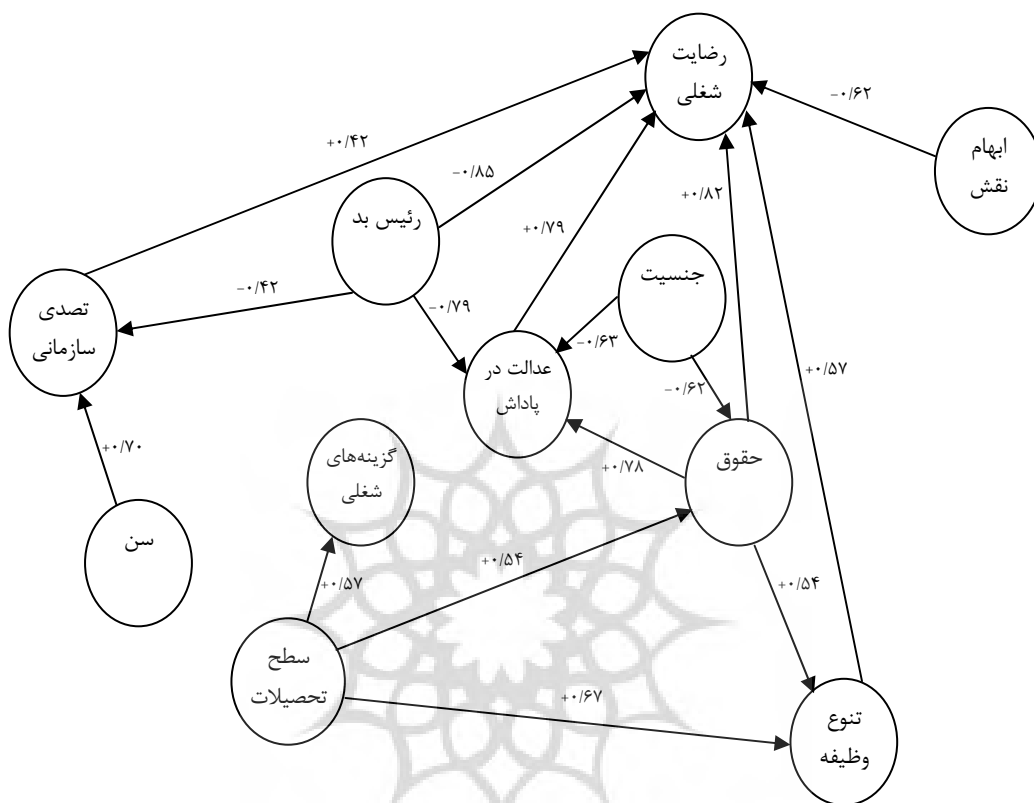 رضایت
شغلی
ابهام
نقش
-۰/۶۲
+۰/۴۲
-۰/۸۵
+۰/۸۲
رئیس بد
+۰/۷۹
جنسیت
تصدی
سازمانی
-۰/۴۲
-۰/۷۹
-۰/۶۳
عدالت در
پاداش
-۰/۶۲
+۰/۵۷
+۰/۷۰
گزینه‌های
شغلی
+۰/۷۸
حقوق
سن
+۰/۵۷
+۰/۵۴
+۰/۵۴
سطح
تحصیلات
+۰/۶۷
تنوع
وظیفه